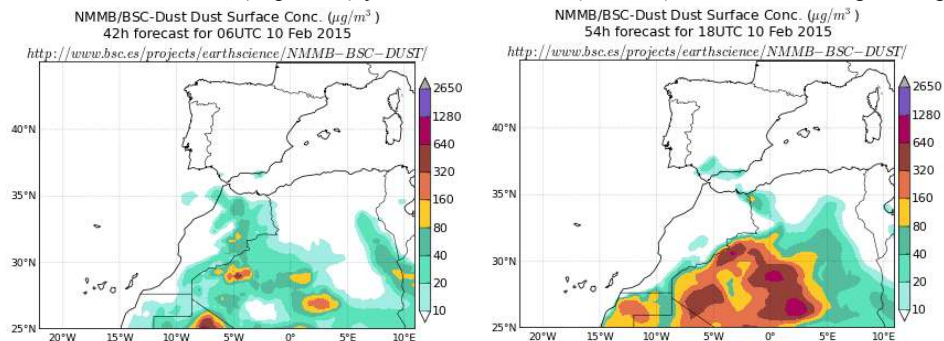 NMMB/BSC-Dust Dust Surface Conc. (μg/m³)
42h forecast for 06UTC 10 Feb 2015
http://www.bsc.es/projects/earthscience/NMMB-BSC-DUST/
40°N
35°N
30°N
25°N
20°W
15°W
10°W
5°W
0°E
5°E
10°E
2650
1280
640
320
160
80
40
20
10
NMMB/BSC-Dust Dust Surface Conc. (μg/m³)
54h forecast for 18UTC 10 Feb 2015
http://www.bsc.es/projects/earthscience/NMMB-BSC-DUST/
40°N
35°N
30°N
25°N
20°W
15°W
10°W
5°W
0°E
5°E
10°E
2650
1280
640
320
160
80
40
20
10